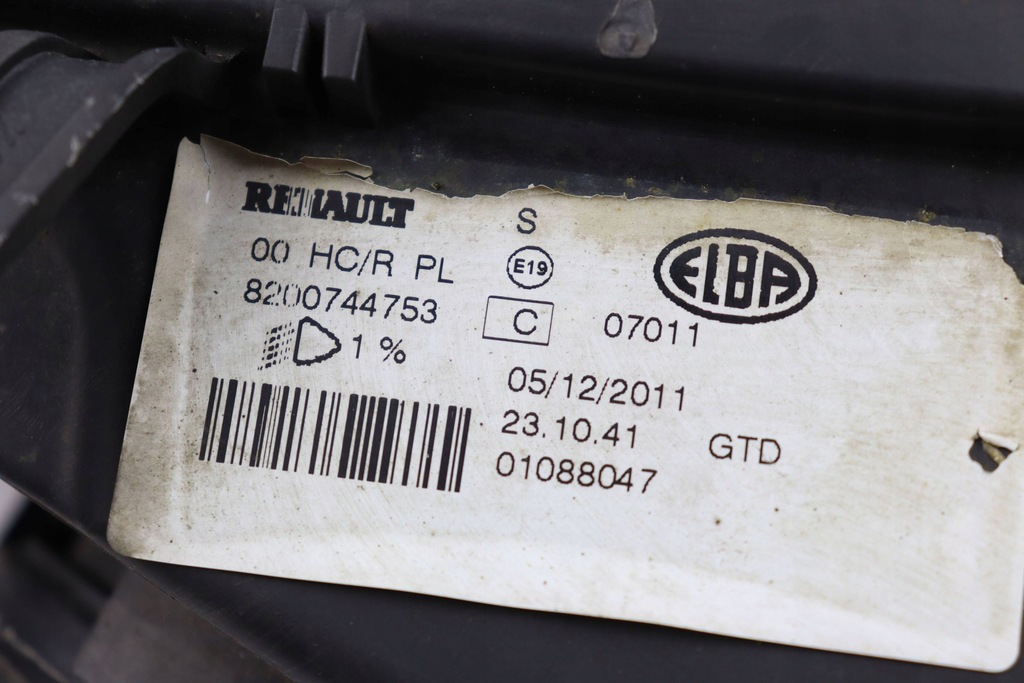 RENAULT
S
00 HC/R PL
E19
ELBA
8200744753
C
07011
1 %
05/12/2011
23.10.41
GTD
01088047